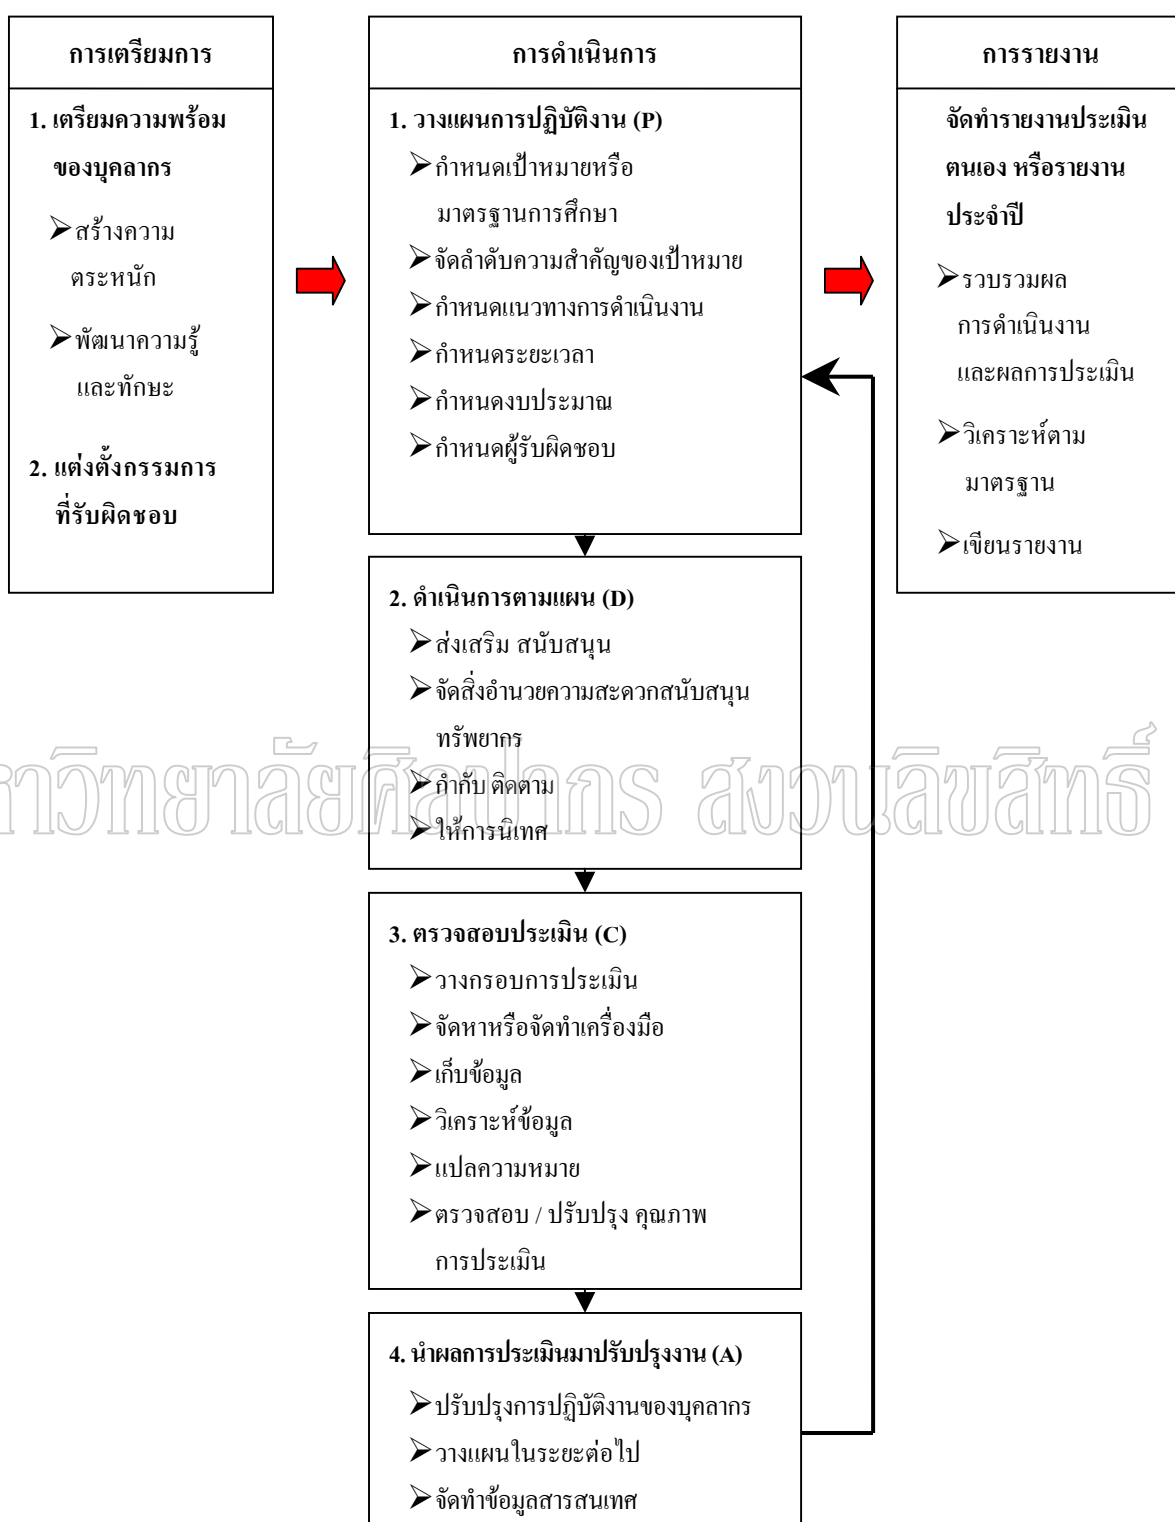 การเตรียมการ
1. เตรียมความพร้อม
ของบุคลากร
➢สร้างความ
ตระหนัก
➢พัฒนาความรู้
และทักษะ
2. แต่งตั้งกรรมการ
ที่รับผิดชอบ
การดำเนินการ
1. วางแผนการปฏิบัติงาน (P)
➢กำหนดเป้าหมายหรือ
มาตรฐานการศึกษา
➢จัดลำดับความสำคัญของเป้าหมาย
➢กำหนดแนวทางการดำเนินงาน
➢กำหนดระยะเวลา
➢กำหนดงบประมาณ
➢กำหนดผู้รับผิดชอบ
2. ดำเนินการตามแผน (D)
➢ส่งเสริม สนับสนุน
➢จัดสิ่งอำนวยความสะดวกสนับสนุน
ทรัพยากร
➢กำกับ ติดตาม
➢ให้การนิเทศ
3. ตรวจสอบประเมิน (C)
➢วางกรอบการประเมิน
➢จัดหาหรือจัดทำเครื่องมือ
➢เก็บข้อมูล
➢วิเคราะห์ข้อมูล
➢แปลความหมาย
➢ตรวจสอบ / ปรับปรุง คุณภาพ
การประเมิน
4. นำผลการประเมินมาปรับปรุงงาน (A)
➢ปรับปรุงการปฏิบัติงานของบุคลากร
➢วางแผนในระยะต่อไป
➢จัดทำข้อมูลสารสนเทศ
การรายงาน
จัดทำรายงานประเมิน
ตนเอง หรือรายงาน
ประจำปี
➢รวบรวมผล
การดำเนินงาน
และผลการประเมิน
➢วิเคราะห์ตาม
มาตรฐาน
➢เขียนรายงาน
หาวิทยาลัยศิลปากร สงวนลิขสิทธิ์